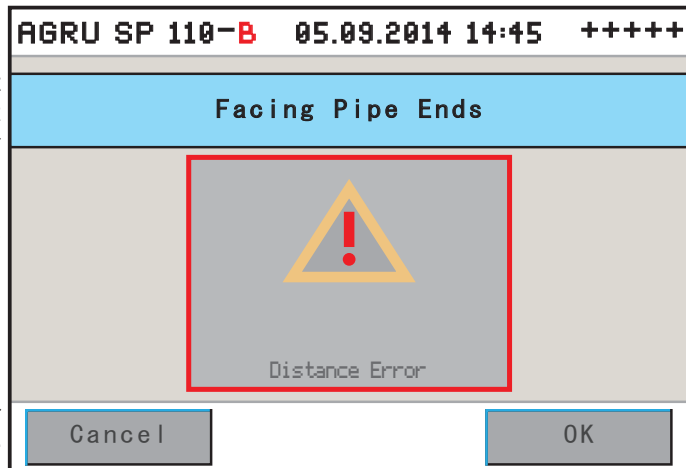 AGRU SP 110-B 05.09.2014 14:45 +++++
Facing Pipe Ends
!
Distance Error
Cancel OK